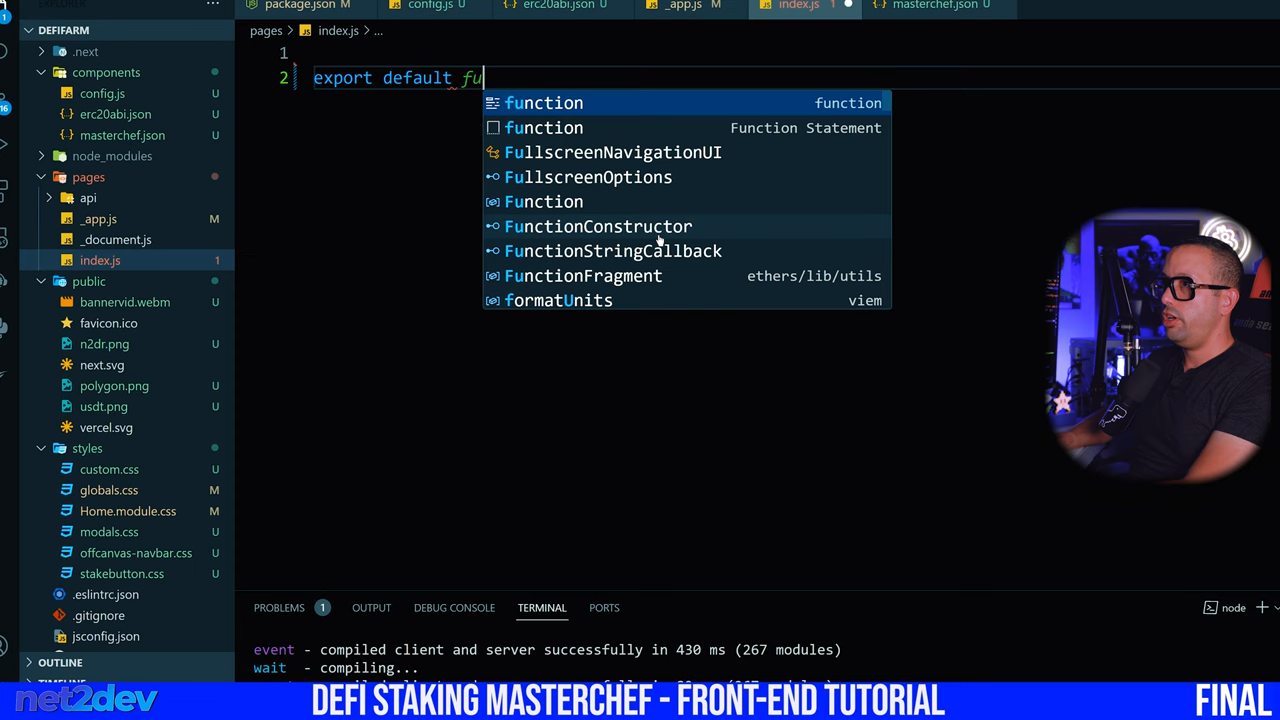 EXPLORER
package.json M
config.js U
erc20abi.json U
_app.js M
index.js 1
masterchef.json U
DEFIFARM
.next
components
config.js U
erc20abi.json U
masterchef.json U
node_modules
pages
api
_app.js M
_document.js
index.js 1
public
bannervid.webm U
favicon.ico
n2dr.png U
next.svg
polygon.png U
usdt.png U
vercel.svg
styles
custom.css U
globals.css M
Home.module.css M
modals.css U
offcanvas-navbar.css U
stakebutton.css U
.eslintrc.json
.gitignore
jsconfig.json
OUTLINE
pages > index.js > ...
1
2 export default fu
function function
function Function Statement
FullscreenNavigationUI
FullscreenOptions
Function
FunctionConstructor
FunctionStringCallback
FunctionFragment ethers/lib/utils
formatUnits viem
PROBLEMS 1 OUTPUT DEBUG CONSOLE TERMINAL PORTS
node
event - compiled client and server successfully in 430 ms (267 modules)
wait - compiling...
net2dev
DEFI STAKING MASTERCHEF - FRONT-END TUTORIAL
FINAL